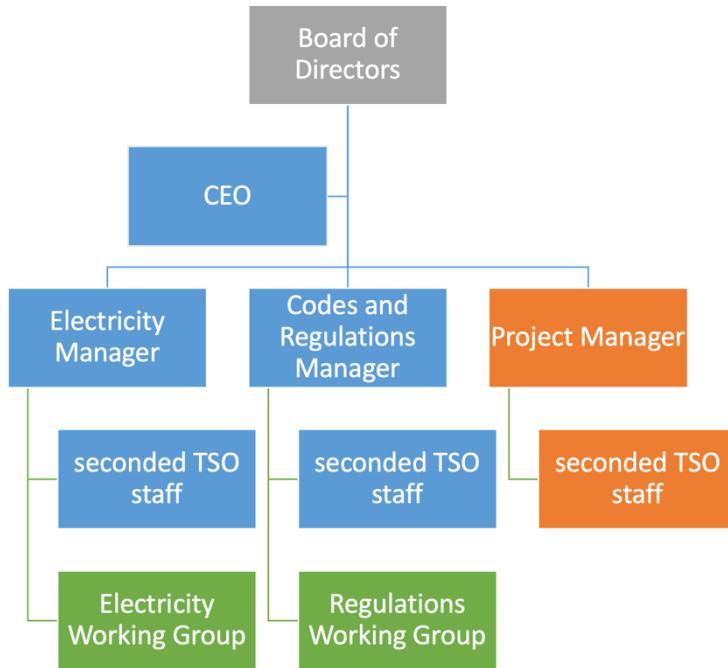 Board of
Directors
CEO
Electricity
Manager
Codes and
Regulations
Manager
Project Manager
seconded TSO
staff
seconded TSO
staff
seconded TSO
staff
Electricity
Working Group
Regulations
Working Group